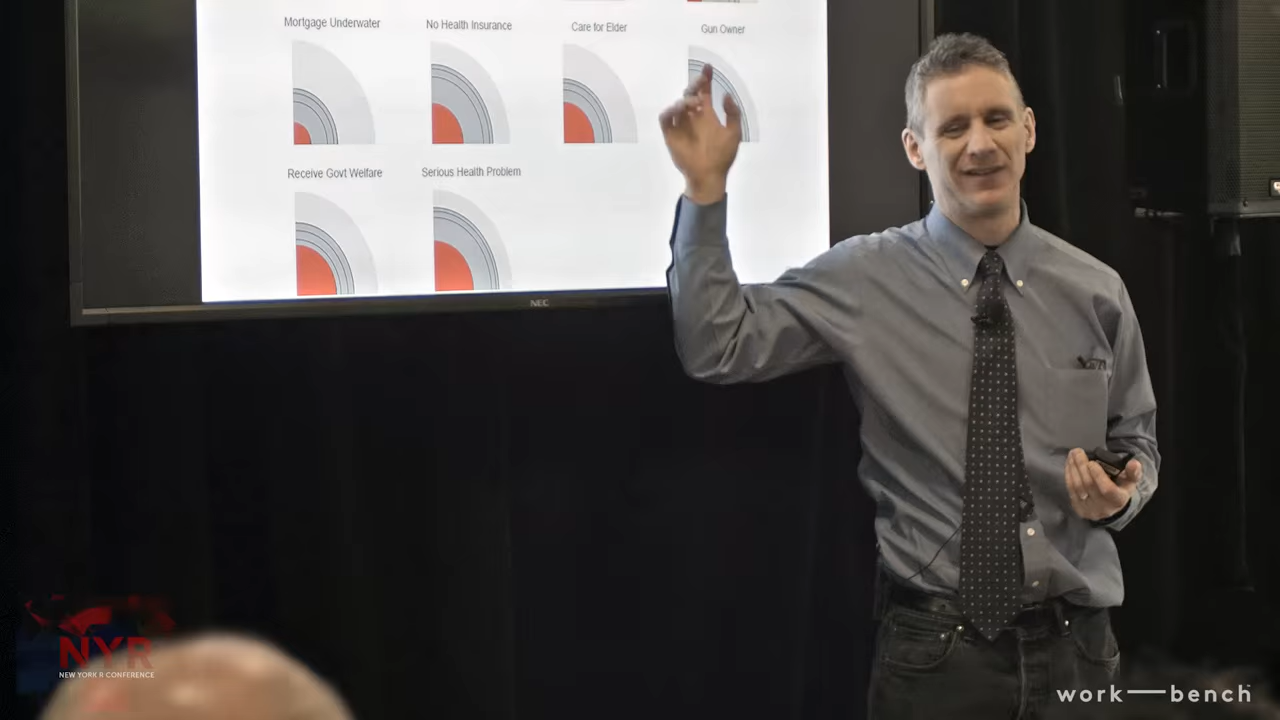 Mortgage Underwater
No Health Insurance
Care for Elder
Gun Owner
Receive Govt Welfare
Serious Health Problem
NEC
NYR
NEW YORK R CONFERENCE
work—bench